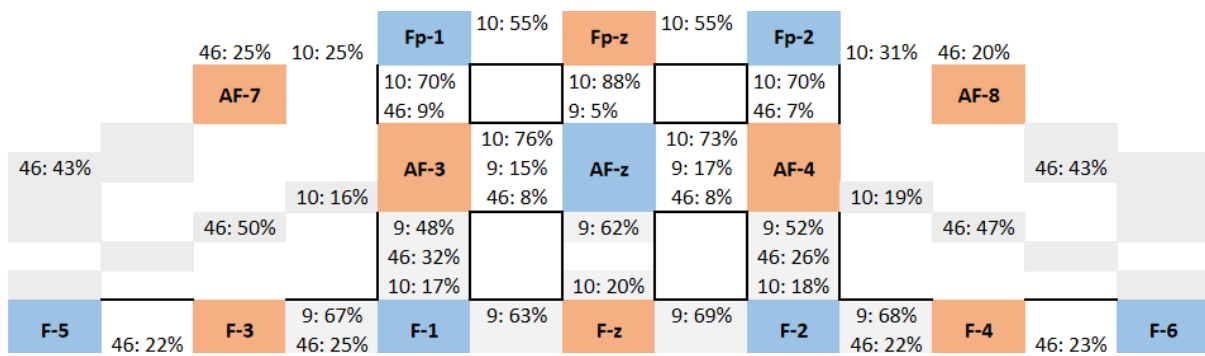 Fp-1 10: 55% Fp-z 10: 55% Fp-2
46: 25% 10: 25% 10: 31% 46: 20%
AF-7 10: 70% 10: 88% 10: 70% AF-8
46: 9% 9: 5% 46: 7%
10: 76% 10: 73%
46: 43% AF-3 9: 15% AF-z 9: 17% AF-4 46: 43%
10: 16% 46: 8% 46: 8% 10: 19%
46: 50% 9: 48% 9: 62% 9: 52% 46: 47%
46: 32% 46: 26%
10: 17% 10: 20% 10: 18%
9: 67% 9: 63% 9: 69% 9: 68%
F-5 F-3 F-1 F-z F-2 F-4 F-6
46: 22% 46: 25% 46: 22% 46: 23%